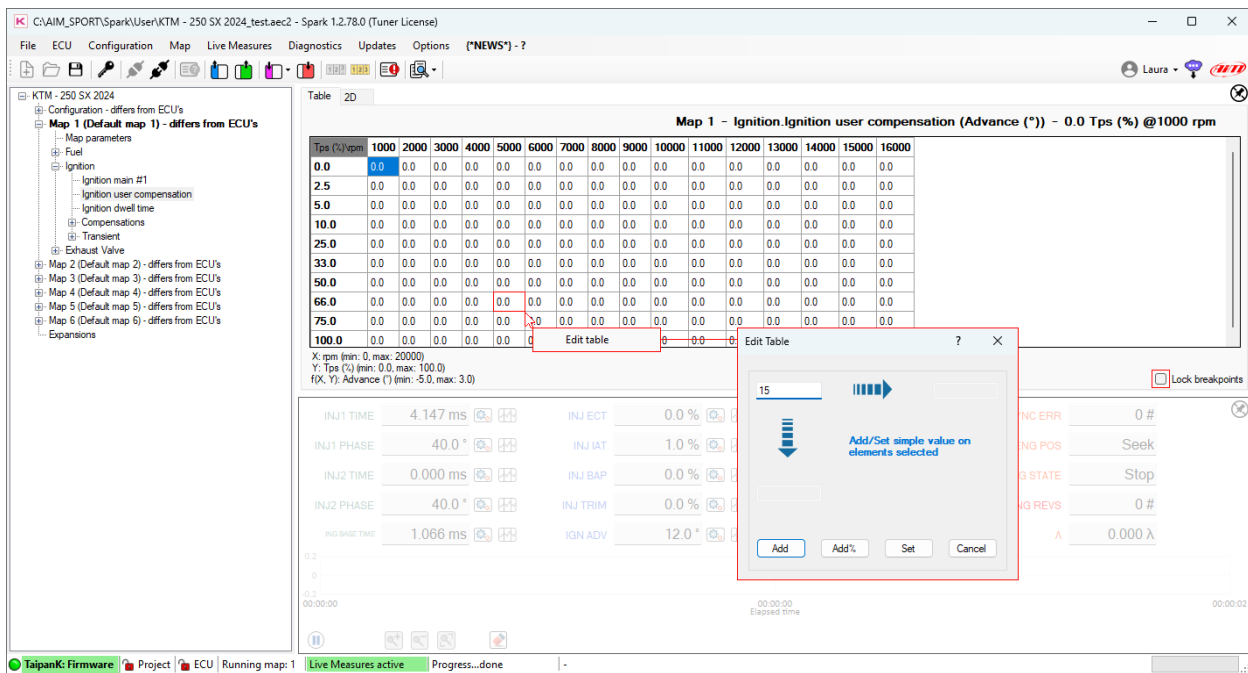 C:\AIM_SPORT\Spark\User\KTM - 250 SX 2024_test.aec2 - Spark 1.2.78.0 (Tuner License)
File ECU Configuration Map Live Measures Diagnostics Updates Options {*NEWS*} - ?
Laura
KTM - 250 SX 2024
Configuration - differs from ECU's
Map 1 (Default map 1) - differs from ECU's
Map parameters
Fuel
Ignition
Ignition main #1
Ignition user compensation
Ignition dwell time
Compensations
Transient
Exhaust Valve
Map 2 (Default map 2) - differs from ECU's
Map 3 (Default map 3) - differs from ECU's
Map 4 (Default map 4) - differs from ECU's
Map 5 (Default map 5) - differs from ECU's
Map 6 (Default map 6) - differs from ECU's
Expansions
Table 2D
Map 1 - Ignition.Ignition user compensation (Advance (°)) - 0.0 Tps (%) @1000 rpm
Tps (%)\rpm 1000 2000 3000 4000 5000 6000 7000 8000 9000 10000 11000 12000 13000 14000 15000 16000
0.0 0.0 0.0 0.0 0.0 0.0 0.0 0.0 0.0 0.0 0.0 0.0 0.0 0.0 0.0 0.0 0.0
2.5 0.0 0.0 0.0 0.0 0.0 0.0 0.0 0.0 0.0 0.0 0.0 0.0 0.0 0.0 0.0 0.0
5.0 0.0 0.0 0.0 0.0 0.0 0.0 0.0 0.0 0.0 0.0 0.0 0.0 0.0 0.0 0.0 0.0
10.0 0.0 0.0 0.0 0.0 0.0 0.0 0.0 0.0 0.0 0.0 0.0 0.0 0.0 0.0 0.0 0.0
25.0 0.0 0.0 0.0 0.0 0.0 0.0 0.0 0.0 0.0 0.0 0.0 0.0 0.0 0.0 0.0 0.0
33.0 0.0 0.0 0.0 0.0 0.0 0.0 0.0 0.0 0.0 0.0 0.0 0.0 0.0 0.0 0.0 0.0
50.0 0.0 0.0 0.0 0.0 0.0 0.0 0.0 0.0 0.0 0.0 0.0 0.0 0.0 0.0 0.0 0.0
66.0 0.0 0.0 0.0 0.0 0.0 0.0 0.0 0.0 0.0 0.0 0.0 0.0 0.0 0.0 0.0 0.0
75.0 0.0 0.0 0.0 0.0 0.0 0.0 0.0 0.0 0.0 0.0 0.0 0.0 0.0 0.0 0.0 0.0
100.0 0.0 0.0 0.0 0.0 0.0 0.0
Edit table
X: rpm (min: 0, max: 20000)
Y: Tps (%) (min: 0.0, max: 100.0)
f(X, Y): Advance (°) (min: -5.0, max: 3.0)
Lock breakpoints
Edit Table ?
15
Add/Set simple value on
elements selected
Add Add% Set Cancel
INJ1 TIME 4.147 ms INJ ECT 0.0 % NC ERR 0 #
INJ1 PHASE 40.0 ° INJ IAT 1.0 % NG POS Seek
INJ2 TIME 0.000 ms INJ BAP 0.0 % G STATE Stop
INJ2 PHASE 40.0 ° INJ TRIM 0.0 % NG REVS 0 #
1.066 ms IGN ADV 12.0 ° Λ 0.000 λ
0.2
0
-0.2
00:00:00 00:00:00 00:00:02
Elapsed time
TaipanK: Firmware Project ECU Running map: 1 Live Measures active Progress...done -